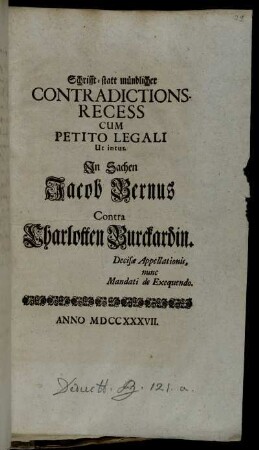 Schrifft-statt mündlicher
CONTRADICTIONS-
RECESS
CUM
PETITO LEGALI
Ut intus.
In Sachen
Jacob Bernus
Contra
Charlotten Burckardin.
Decisæ Appellationis,
nunc
Mandati de Exequendo.
ANNO MDCCXXXVII.
121. a.